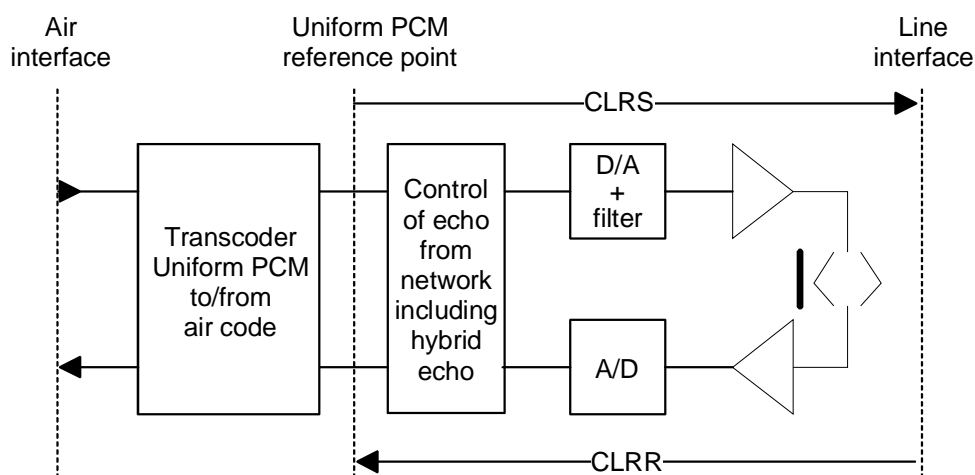 Air
interface
Uniform PCM
reference point
Line
interface
CLRS
Transcoder
Uniform PCM
to/from
air code
Control
of echo
from
network
including
hybrid
echo
D/A
+
filter
A/D
CLRR